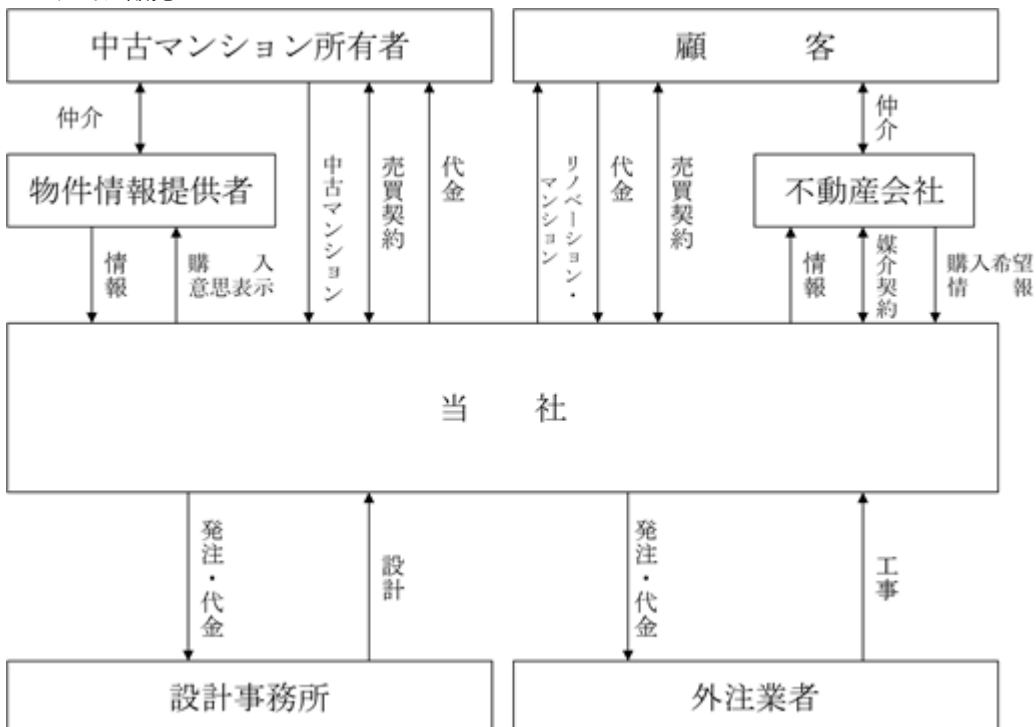 中古マンション所有者
顧　　客
仲介
仲介
物件情報提供者
不動産会社
中古マンション
売買契約
代金
リノベーション・
マンション
代金
売買契約
情報
購　　入
意思表示
情報
媒介契約
購入希望
情　　報
当　　社
発注・代金
設計
発注・代金
工事
設計事務所
外注業者